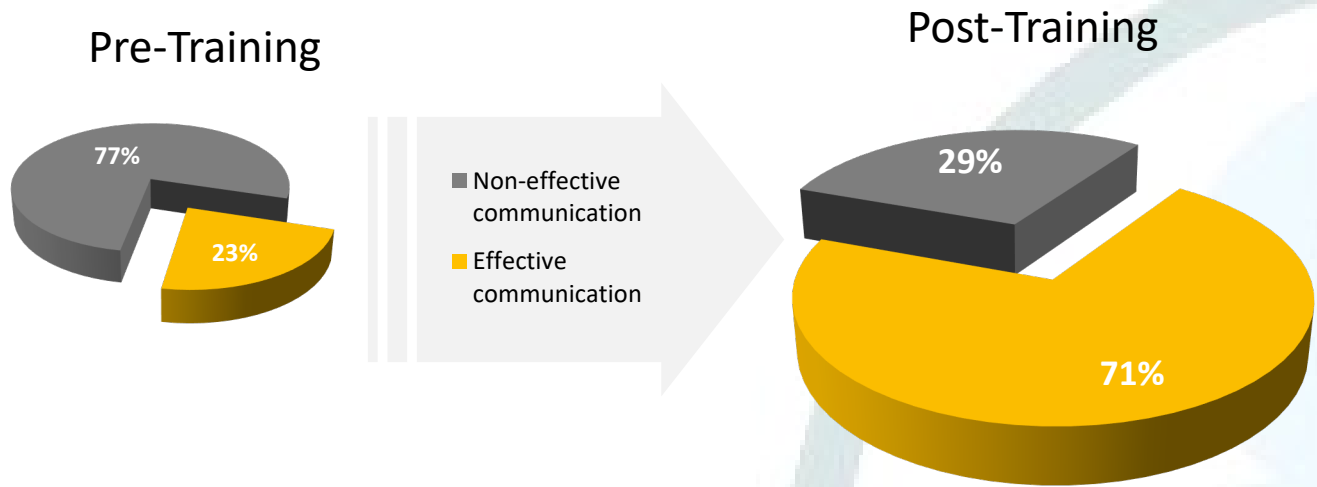 Pre-Training
Post-Training
77%
23%
Non-effective
communication
Effective
communication
29%
71%